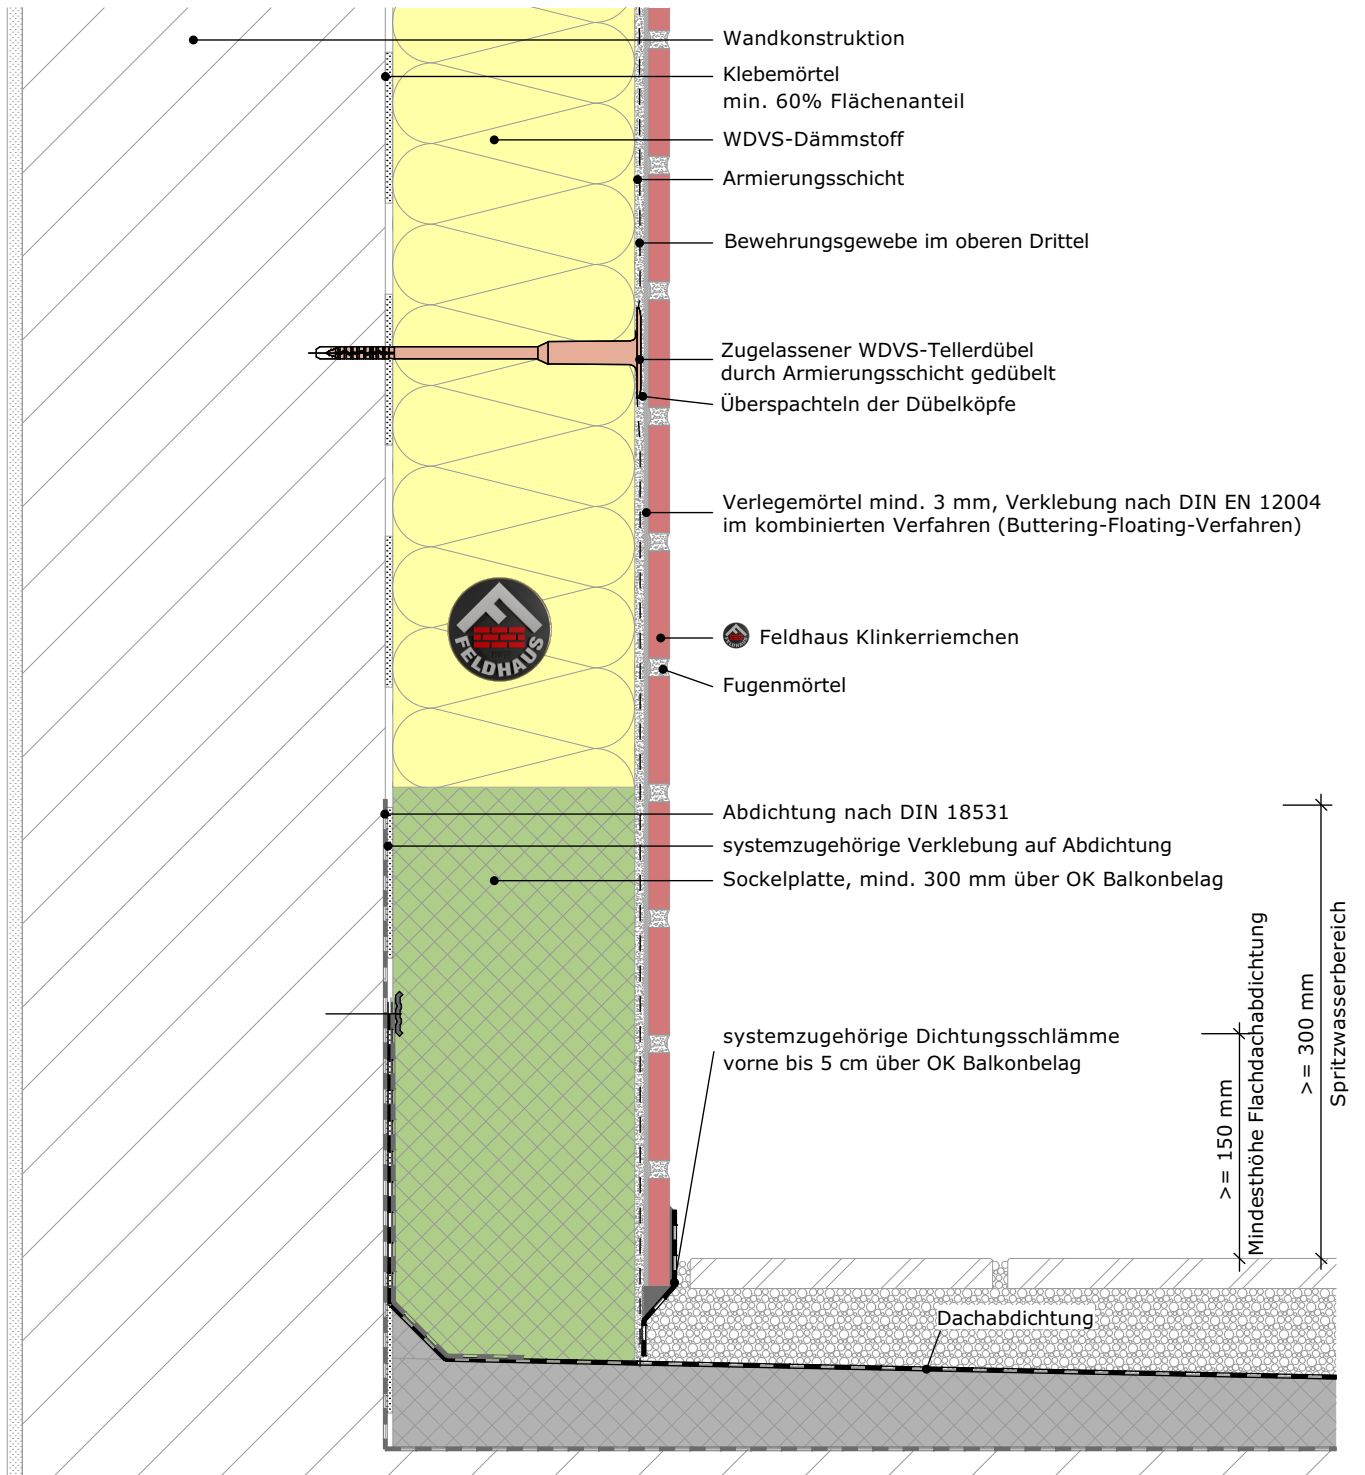 Wandkonstruktion
Klebemörtel
min. 60% Flächenanteil
WDVS-Dämmstoff
Armierungsschicht
Bewehrungsgewebe im oberen Drittel
Zugelassener WDVS-Tellerdübel
durch Armierungsschicht gedübelt
Überspachteln der Dübelköpfe
Verlegemörtel mind. 3 mm, Verklebung nach DIN EN 12004
im kombinierten Verfahren (Buttering-Floating-Verfahren)
FELDHAUS
Feldhaus Klinkerriemchen
Fugenmörtel
Abdichtung nach DIN 18531
systemzugehörige Verklebung auf Abdichtung
Sockelplatte, mind. 300 mm über OK Balkonbelag
systemzugehörige Dichtungsschlämme
vorne bis 5 cm über OK Balkonbelag
>= 150 mm
Mindesthöhe Flachdachabdichtung
>= 300 mm
Spritzwasserbereich
Dachabdichtung